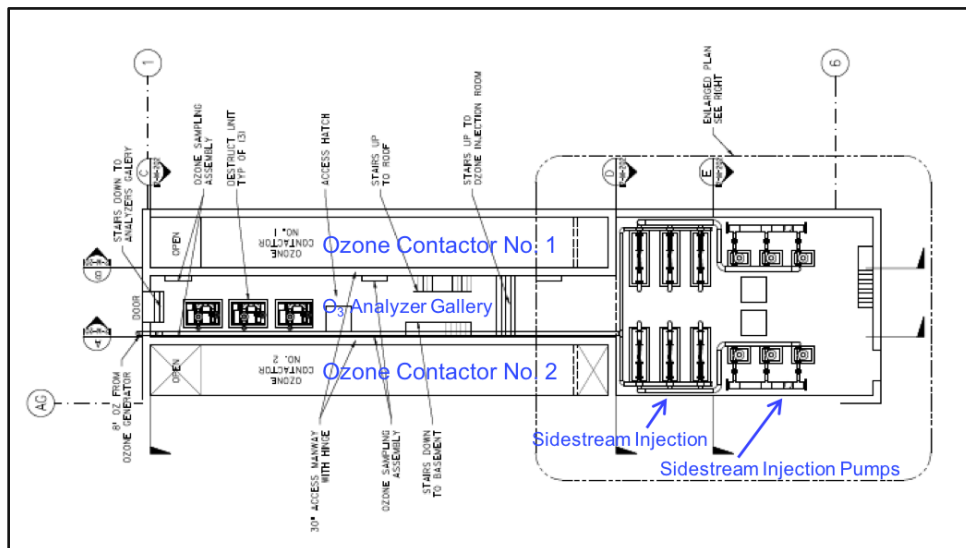 1
6
AG
C
D
E
STAIRS DOWN TO
ANALYZERS GALERY
OZONE SAMPLING
ASSEMBLY
DESTRUCT UNIT
TYP OF (3)
ACCESS HATCH
STAIRS UP
TO ROOF
STAIRS UP TO
OZONE INJECTION ROOM
ENLARGED PLAN
SEE RIGHT
OPEN
OZONE
CONTACTOR
NO. 1
Ozone Contactor No. 1
DOOR
O3 Analyzer Gallery
OPEN
OZONE
CONTACTOR
NO. 2
Ozone Contactor No. 2
8" OZ FROM
OZONE GENERATOR
30" ACCESS MANWAY
WITH HINGE
OZONE SAMPLING
ASSEMBLY
STAIRS DOWN
TO BASEMENT
Sidestream Injection
Sidestream Injection Pumps